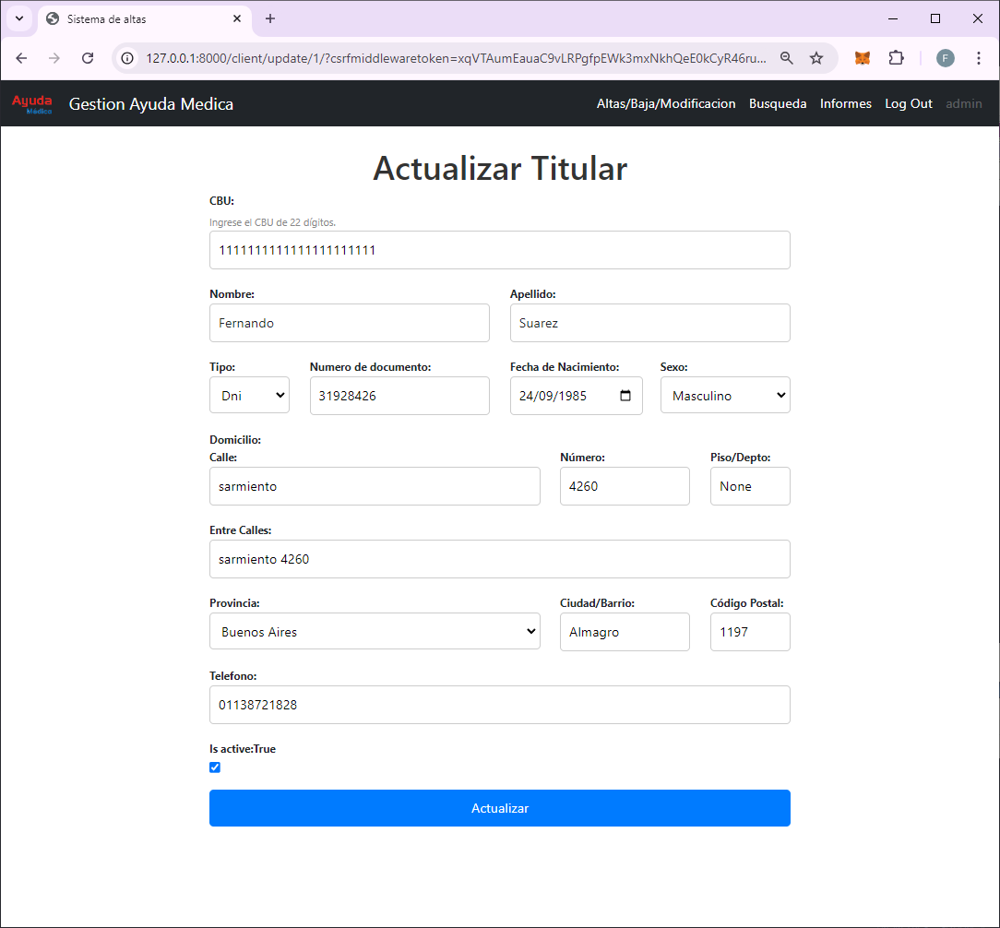 Sistema de altas
127.0.0.1:8000/client/update/1/?csrfmiddlewaretoken=xqVTAumEauaC9vLRPgfpEWk3mxNkhQeE0kCyR46ru...
F
Ayuda
Médica
Gestion Ayuda Medica
Altas/Baja/Modificacion Busqueda Informes Log Out admin
Actualizar Titular
CBU:
Ingrese el CBU de 22 dígitos.
1111111111111111111111
Nombre: Apellido:
Fernando Suarez
Tipo: Numero de documento: Fecha de Nacimiento: Sexo:
Dni 31928426 24/09/1985 Masculino
Domicilio:
Calle: Número: Piso/Depto:
sarmiento 4260 None
Entre Calles:
sarmiento 4260
Provincia: Ciudad/Barrio: Código Postal:
Buenos Aires Almagro 1197
Telefono:
01138721828
Is active:True
Actualizar